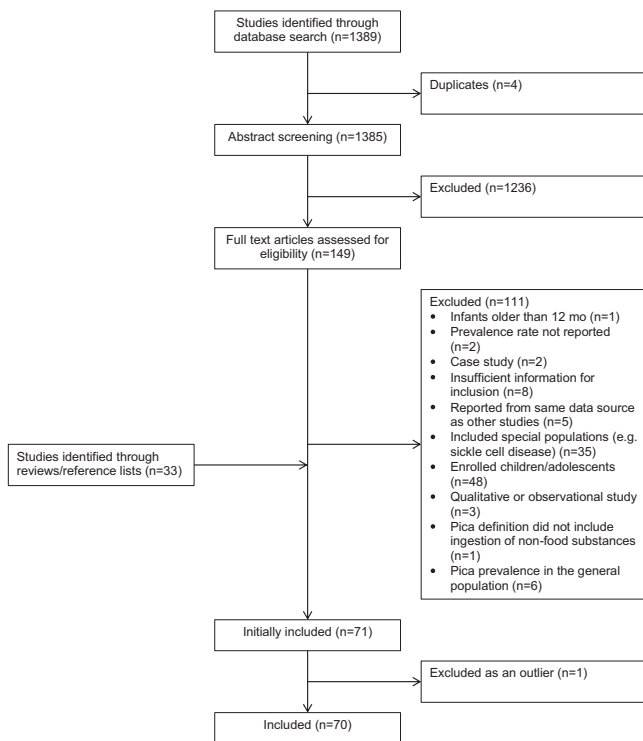 Studies identified through
database search (n=1389)
Duplicates (n=4)
Abstract screening (n=1385)
Excluded (n=1236)
Full text articles assessed for
eligibility (n=149)
Excluded (n=111)
• Infants older than 12 mo (n=1)
• Prevalence rate not reported
(n=2)
• Case study (n=2)
• Insufficient information for
inclusion (n=8)
• Reported from same data source
as other studies (n=5)
• Included special populations (e.g.
sickle cell disease) (n=35)
• Enrolled children/adolescents
(n=48)
• Qualitative or observational study
(n=3)
• Pica definition did not include
ingestion of non-food substances
(n=1)
• Pica prevalence in the general
population (n=6)
Studies identified through
reviews/reference lists (n=33)
Initially included (n=71)
Excluded as an outlier (n=1)
Included (n=70)